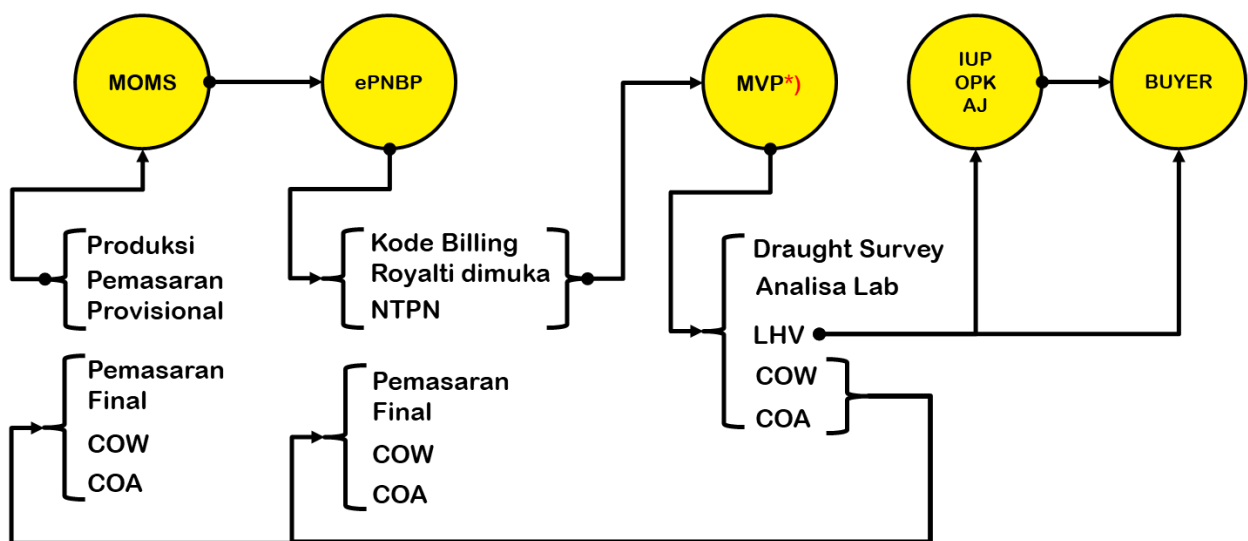 MOMS
ePNBP
MVP*)
IUP
OPK
AJ
BUYER
Produksi
Pemasaran
Provisional
Kode Billing
Royalti dimuka
NTPN
Draught Survey
Analisa Lab
LHV
COW
COA
Pemasaran
Final
COW
COA
Pemasaran
Final
COW
COA